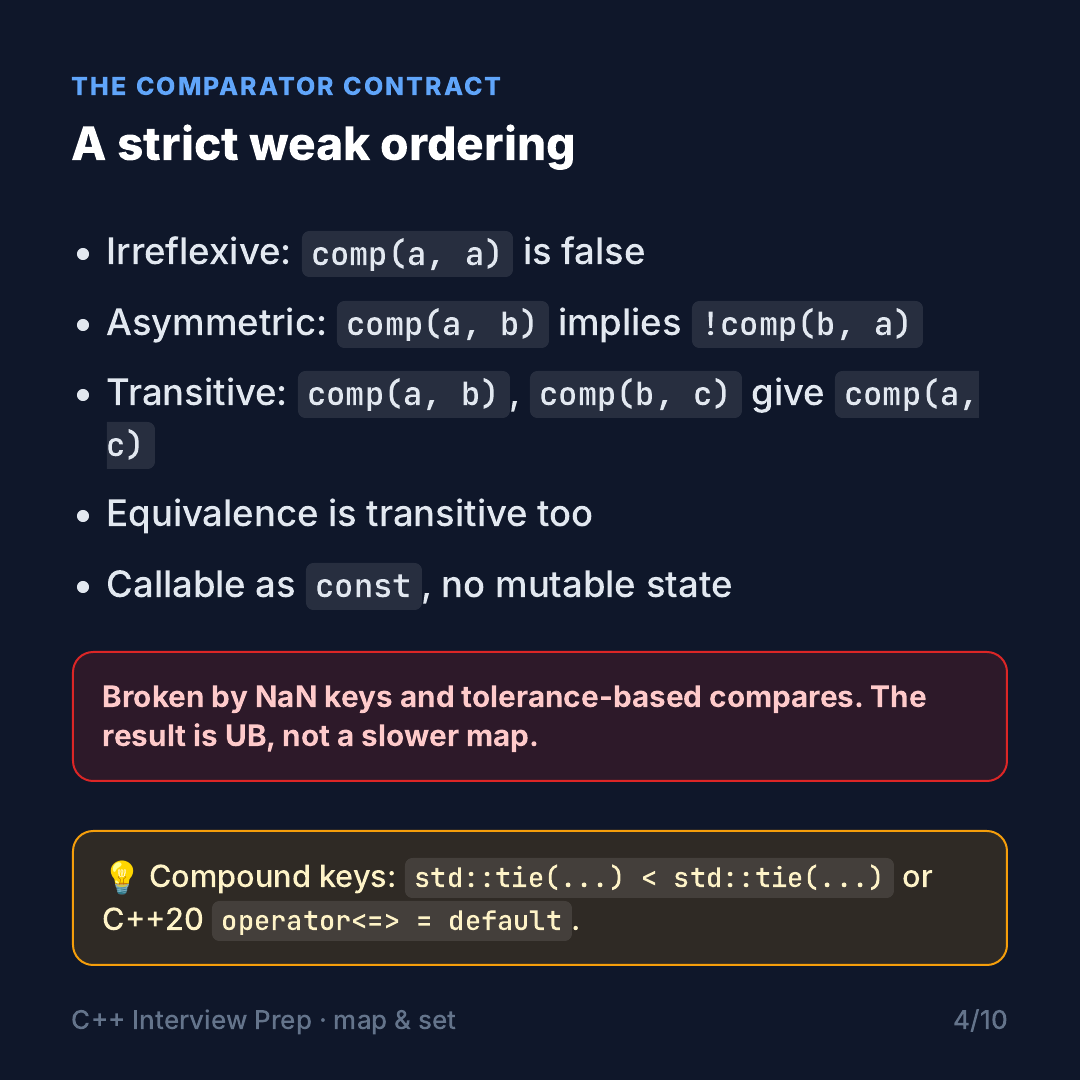 THE COMPARATOR CONTRACT
A strict weak ordering
• Irreflexive: comp(a, a) is false
• Asymmetric: comp(a, b) implies !comp(b, a)
• Transitive: comp(a, b), comp(b, c) give comp(a,
c)
• Equivalence is transitive too
• Callable as const, no mutable state
Broken by NaN keys and tolerance-based compares. The
result is UB, not a slower map.
💡 Compound keys: std::tie(...) < std::tie(...) or
C++20 operator<=> = default.
C++ Interview Prep · map & set
4/10